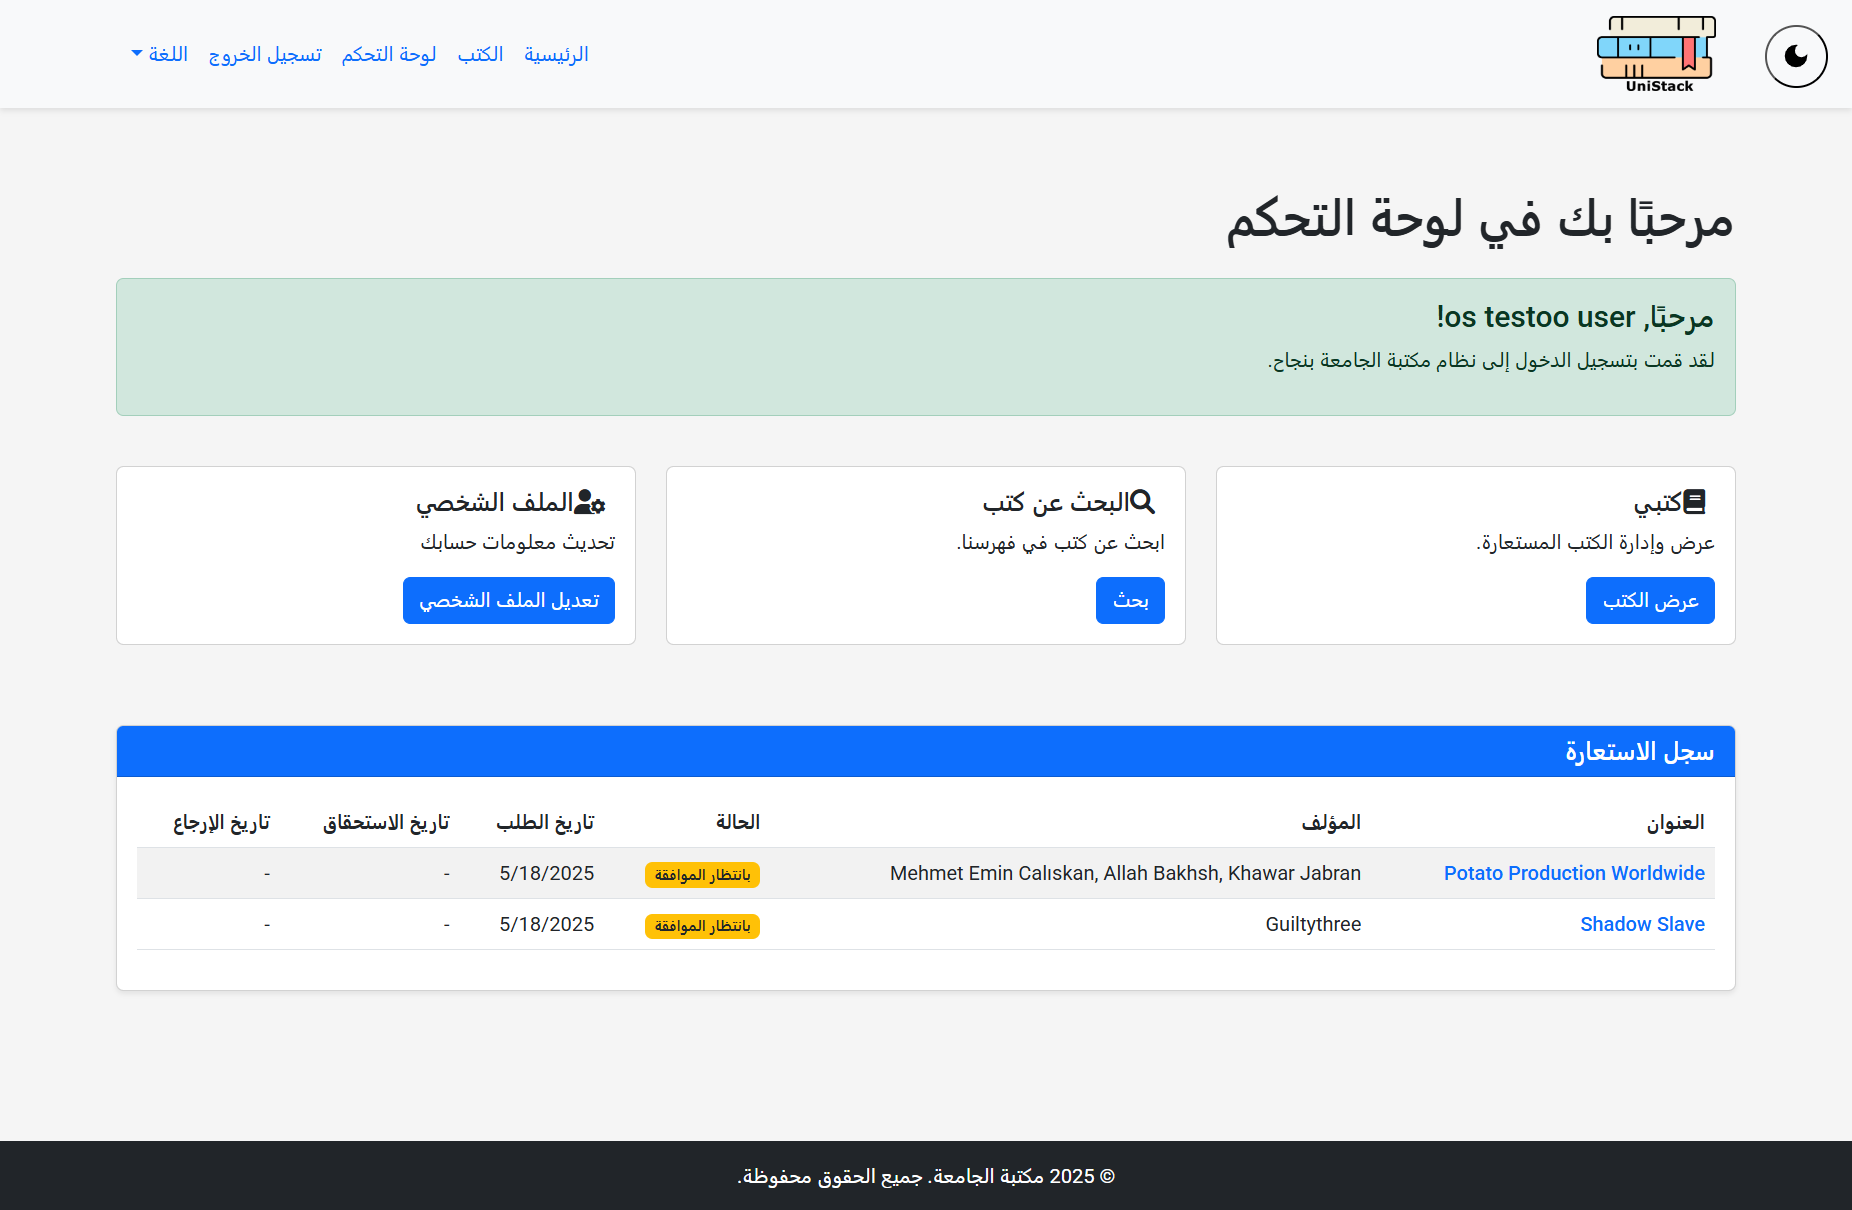 UniStack
الرئيسية الكتب لوحة التحكم تسجيل الخروج اللغة
مرحبًا بك في لوحة التحكم
مرحبًا, os testoo user!
لقد قمت بتسجيل الدخول إلى نظام مكتبة الجامعة بنجاح.
كتبي
عرض وإدارة الكتب المستعارة.
عرض الكتب
البحث عن كتب
ابحث عن كتب في فهرسنا.
بحث
الملف الشخصي
تحديث معلومات حسابك
تعديل الملف الشخصي
سجل الاستعارة
العنوان المؤلف الحالة تاريخ الطلب تاريخ الاستحقاق تاريخ الإرجاع
Potato Production Worldwide Mehmet Emin Calıskan, Allah Bakhsh, Khawar Jabran بانتظار الموافقة 5/18/2025 - -
Shadow Slave Guiltythree بانتظار الموافقة 5/18/2025 - -
© 2025 مكتبة الجامعة. جميع الحقوق محفوظة.